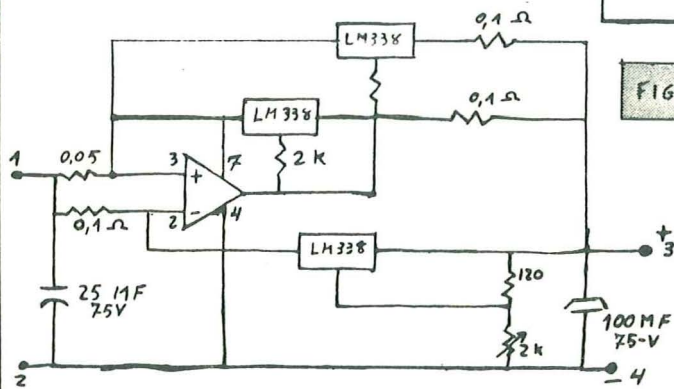 0,1 Ω
LM338
0,1 Ω
FIG
LM338
1
0,05
3
7
2 k
+
-
2
4
0,1 Ω
LM338
+
3
120
25 MF
75V
100 MF
75-V
2k
2
- 4